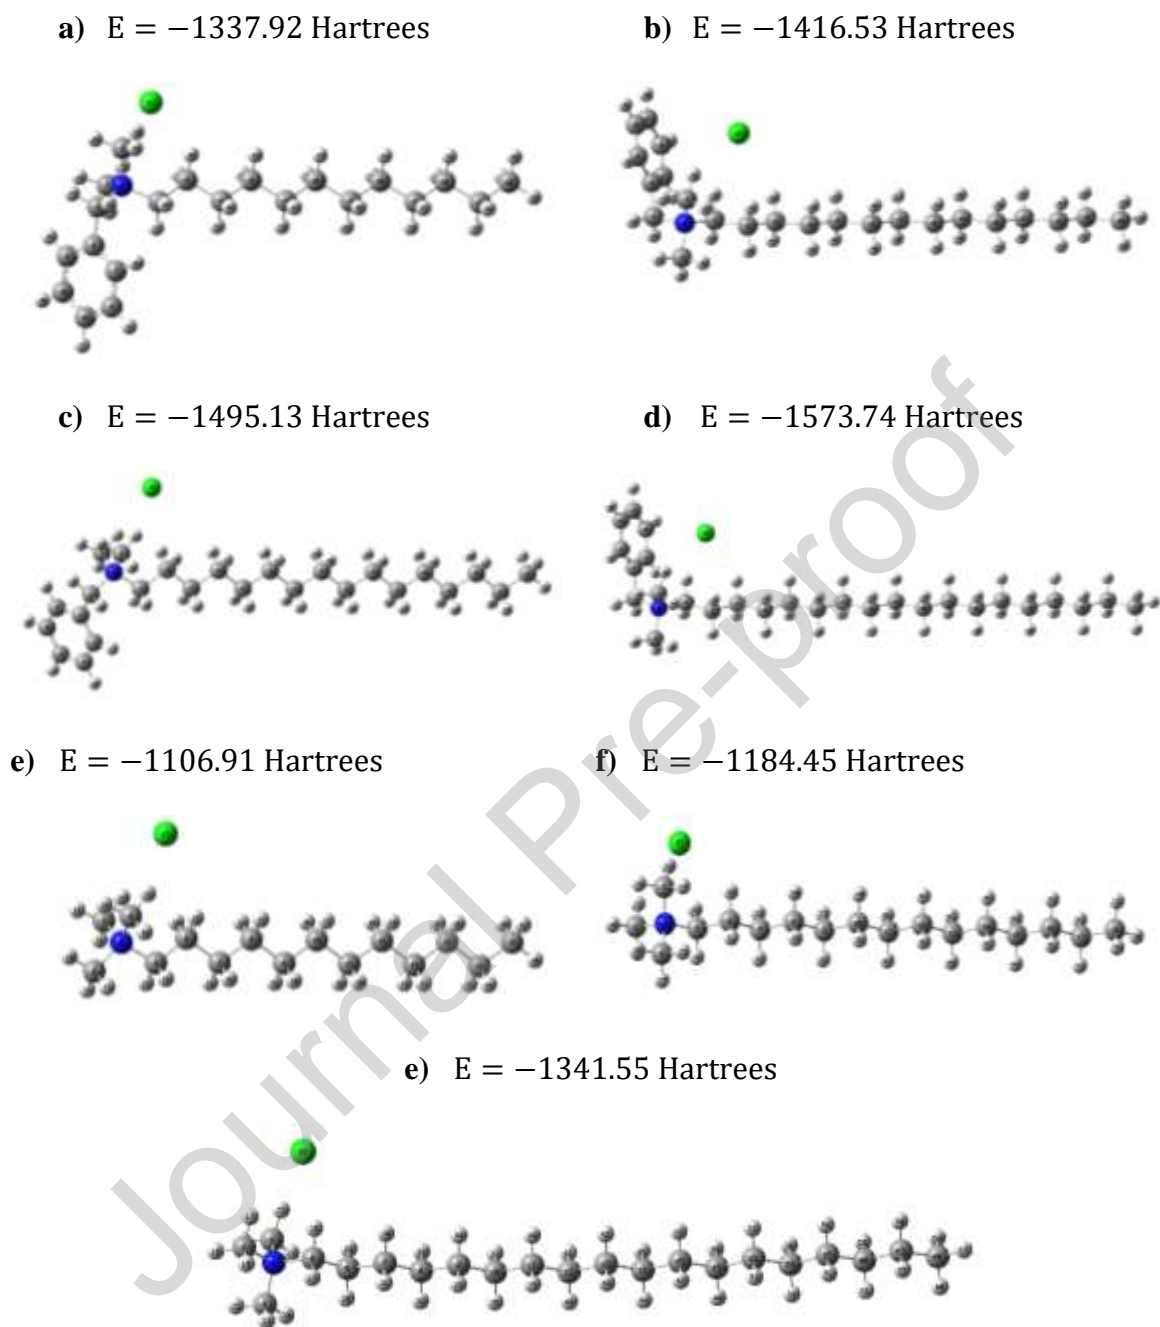 a) E = −1337.92 Hartrees
b) E = −1416.53 Hartrees
c) E = −1495.13 Hartrees
d) E = −1573.74 Hartrees
e) E = −1106.91 Hartrees
f) E = −1184.45 Hartrees
e) E = −1341.55 Hartrees
Journal Pre-proof